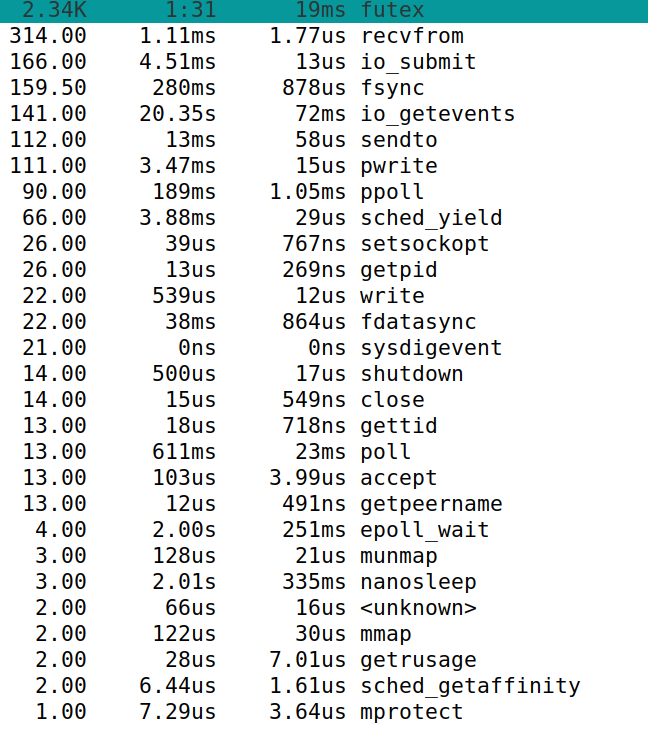 2.34K 1:31 19ms futex
314.00 1.11ms 1.77us recvfrom
166.00 4.51ms 13us io_submit
159.50 280ms 878us fsync
141.00 20.35s 72ms io_getevents
112.00 13ms 58us sendto
111.00 3.47ms 15us pwrite
90.00 189ms 1.05ms ppoll
66.00 3.88ms 29us sched_yield
26.00 39us 767ns setsockopt
26.00 13us 269ns getpid
22.00 539us 12us write
22.00 38ms 864us fdatasync
21.00 0ns 0ns sysdigevent
14.00 500us 17us shutdown
14.00 15us 549ns close
13.00 18us 718ns gettid
13.00 611ms 23ms poll
13.00 103us 3.99us accept
13.00 12us 491ns getpeername
4.00 2.00s 251ms epoll_wait
3.00 128us 21us munmap
3.00 2.01s 335ms nanosleep
2.00 66us 16us <unknown>
2.00 122us 30us mmap
2.00 28us 7.01us getrusage
2.00 6.44us 1.61us sched_getaffinity
1.00 7.29us 3.64us mprotect